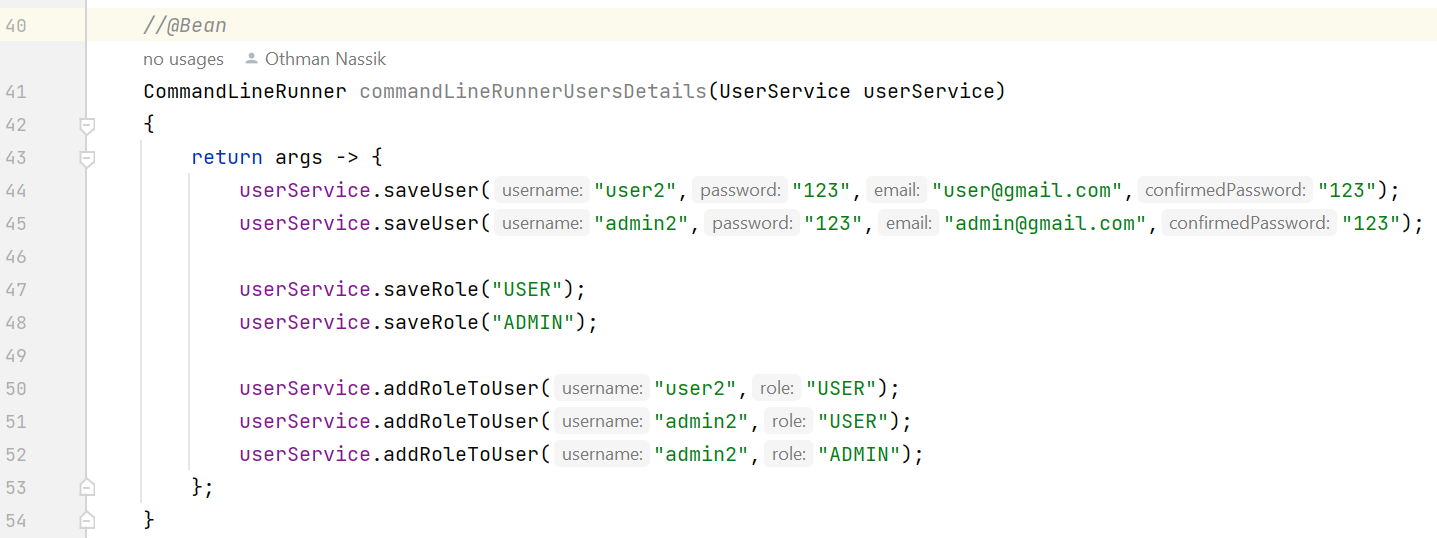 40 //@Bean
no usages Othman Nassik
41 CommandLineRunner commandLineRunnerUsersDetails(UserService userService)
42 {
43 return args -> {
44 userService.saveUser( username: "user2", password: "123", email: "user@gmail.com", confirmedPassword: "123");
45 userService.saveUser( username: "admin2", password: "123", email: "admin@gmail.com", confirmedPassword: "123");
46
47 userService.saveRole("USER");
48 userService.saveRole("ADMIN");
49
50 userService.addRoleToUser( username: "user2", role: "USER");
51 userService.addRoleToUser( username: "admin2", role: "USER");
52 userService.addRoleToUser( username: "admin2", role: "ADMIN");
53 };
54 }